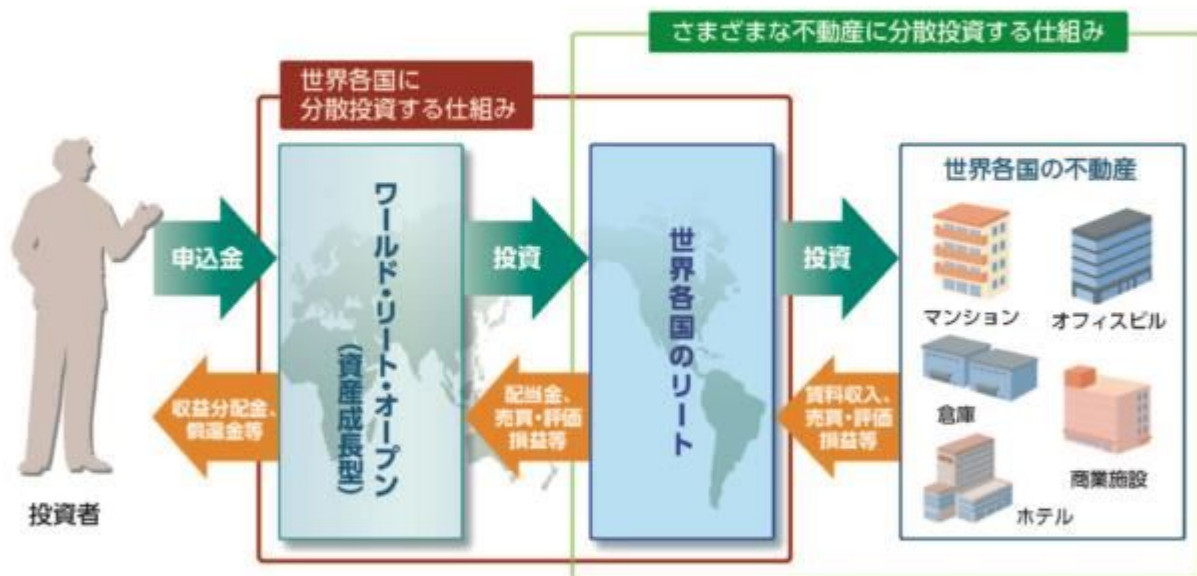 さまざまな不動産に分散投資する仕組み
世界各国に
分散投資する仕組み
申込金
収益分配金、
償還金等
投資者
ワールド・リート・オープン
（資産成長型）
投資
配当金、
売買・評価
損益等
世界各国のリート
投資
賃料収入、
売買・評価
損益等
世界各国の不動産
マンション
オフィスビル
倉庫
商業施設
ホテル